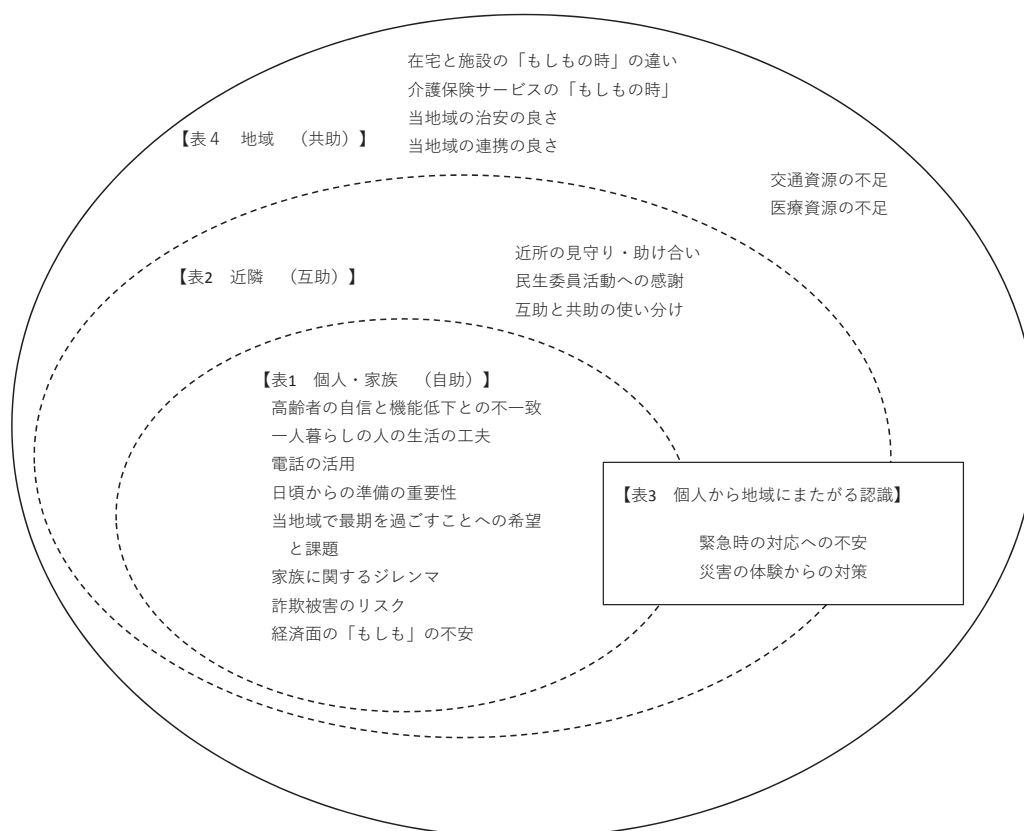 在宅と施設の「もしもの時」の違い
介護保険サービスの「もしもの時」
当地域の治安の良さ
当地域の連携の良さ
【表４　地域　（共助）】
交通資源の不足
医療資源の不足
近所の見守り・助け合い
民生委員活動への感謝
互助と共助の使い分け
【表2　近隣　（互助）】
【表1　個人・家族　（自助）】
高齢者の自信と機能低下との不一致
一人暮らしの人の生活の工夫
電話の活用
日頃からの準備の重要性
当地域で最期を過ごすことへの希望
と課題
家族に関するジレンマ
詐欺被害のリスク
経済面の「もしも」の不安
【表3　個人から地域にまたがる認識】
緊急時の対応への不安
災害の体験からの対策